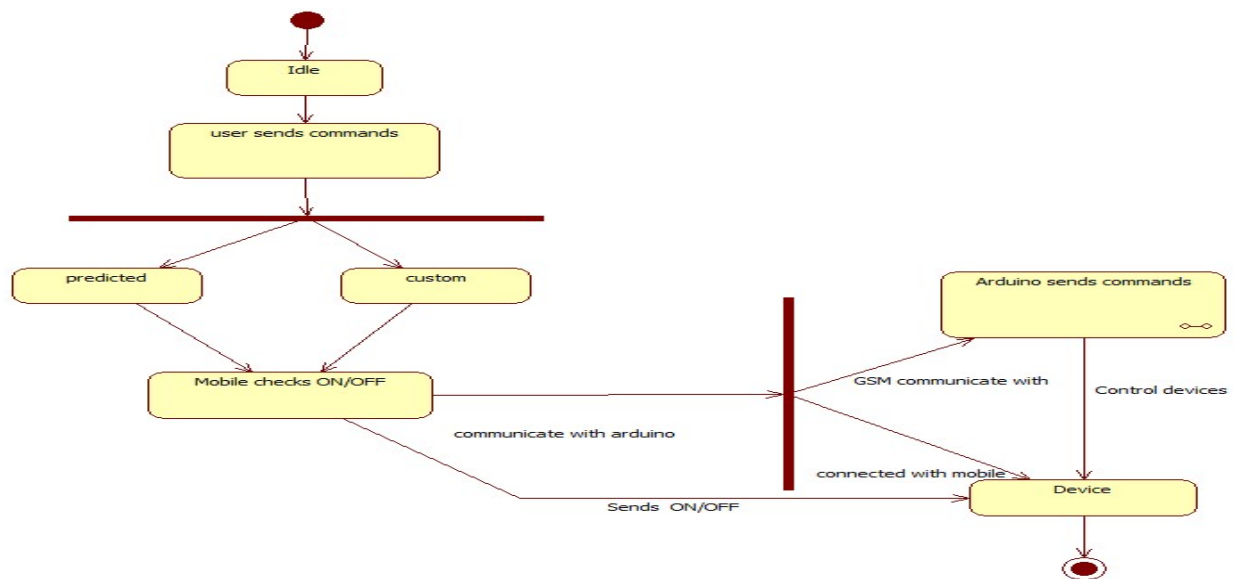 Idle
user sends commands
predicted
custom
Arduino sends commands
Mobile checks ON/OFF
GSM communicate with
Control devices
communicate with arduino
connected with mobile
Device
Sends ON/OFF